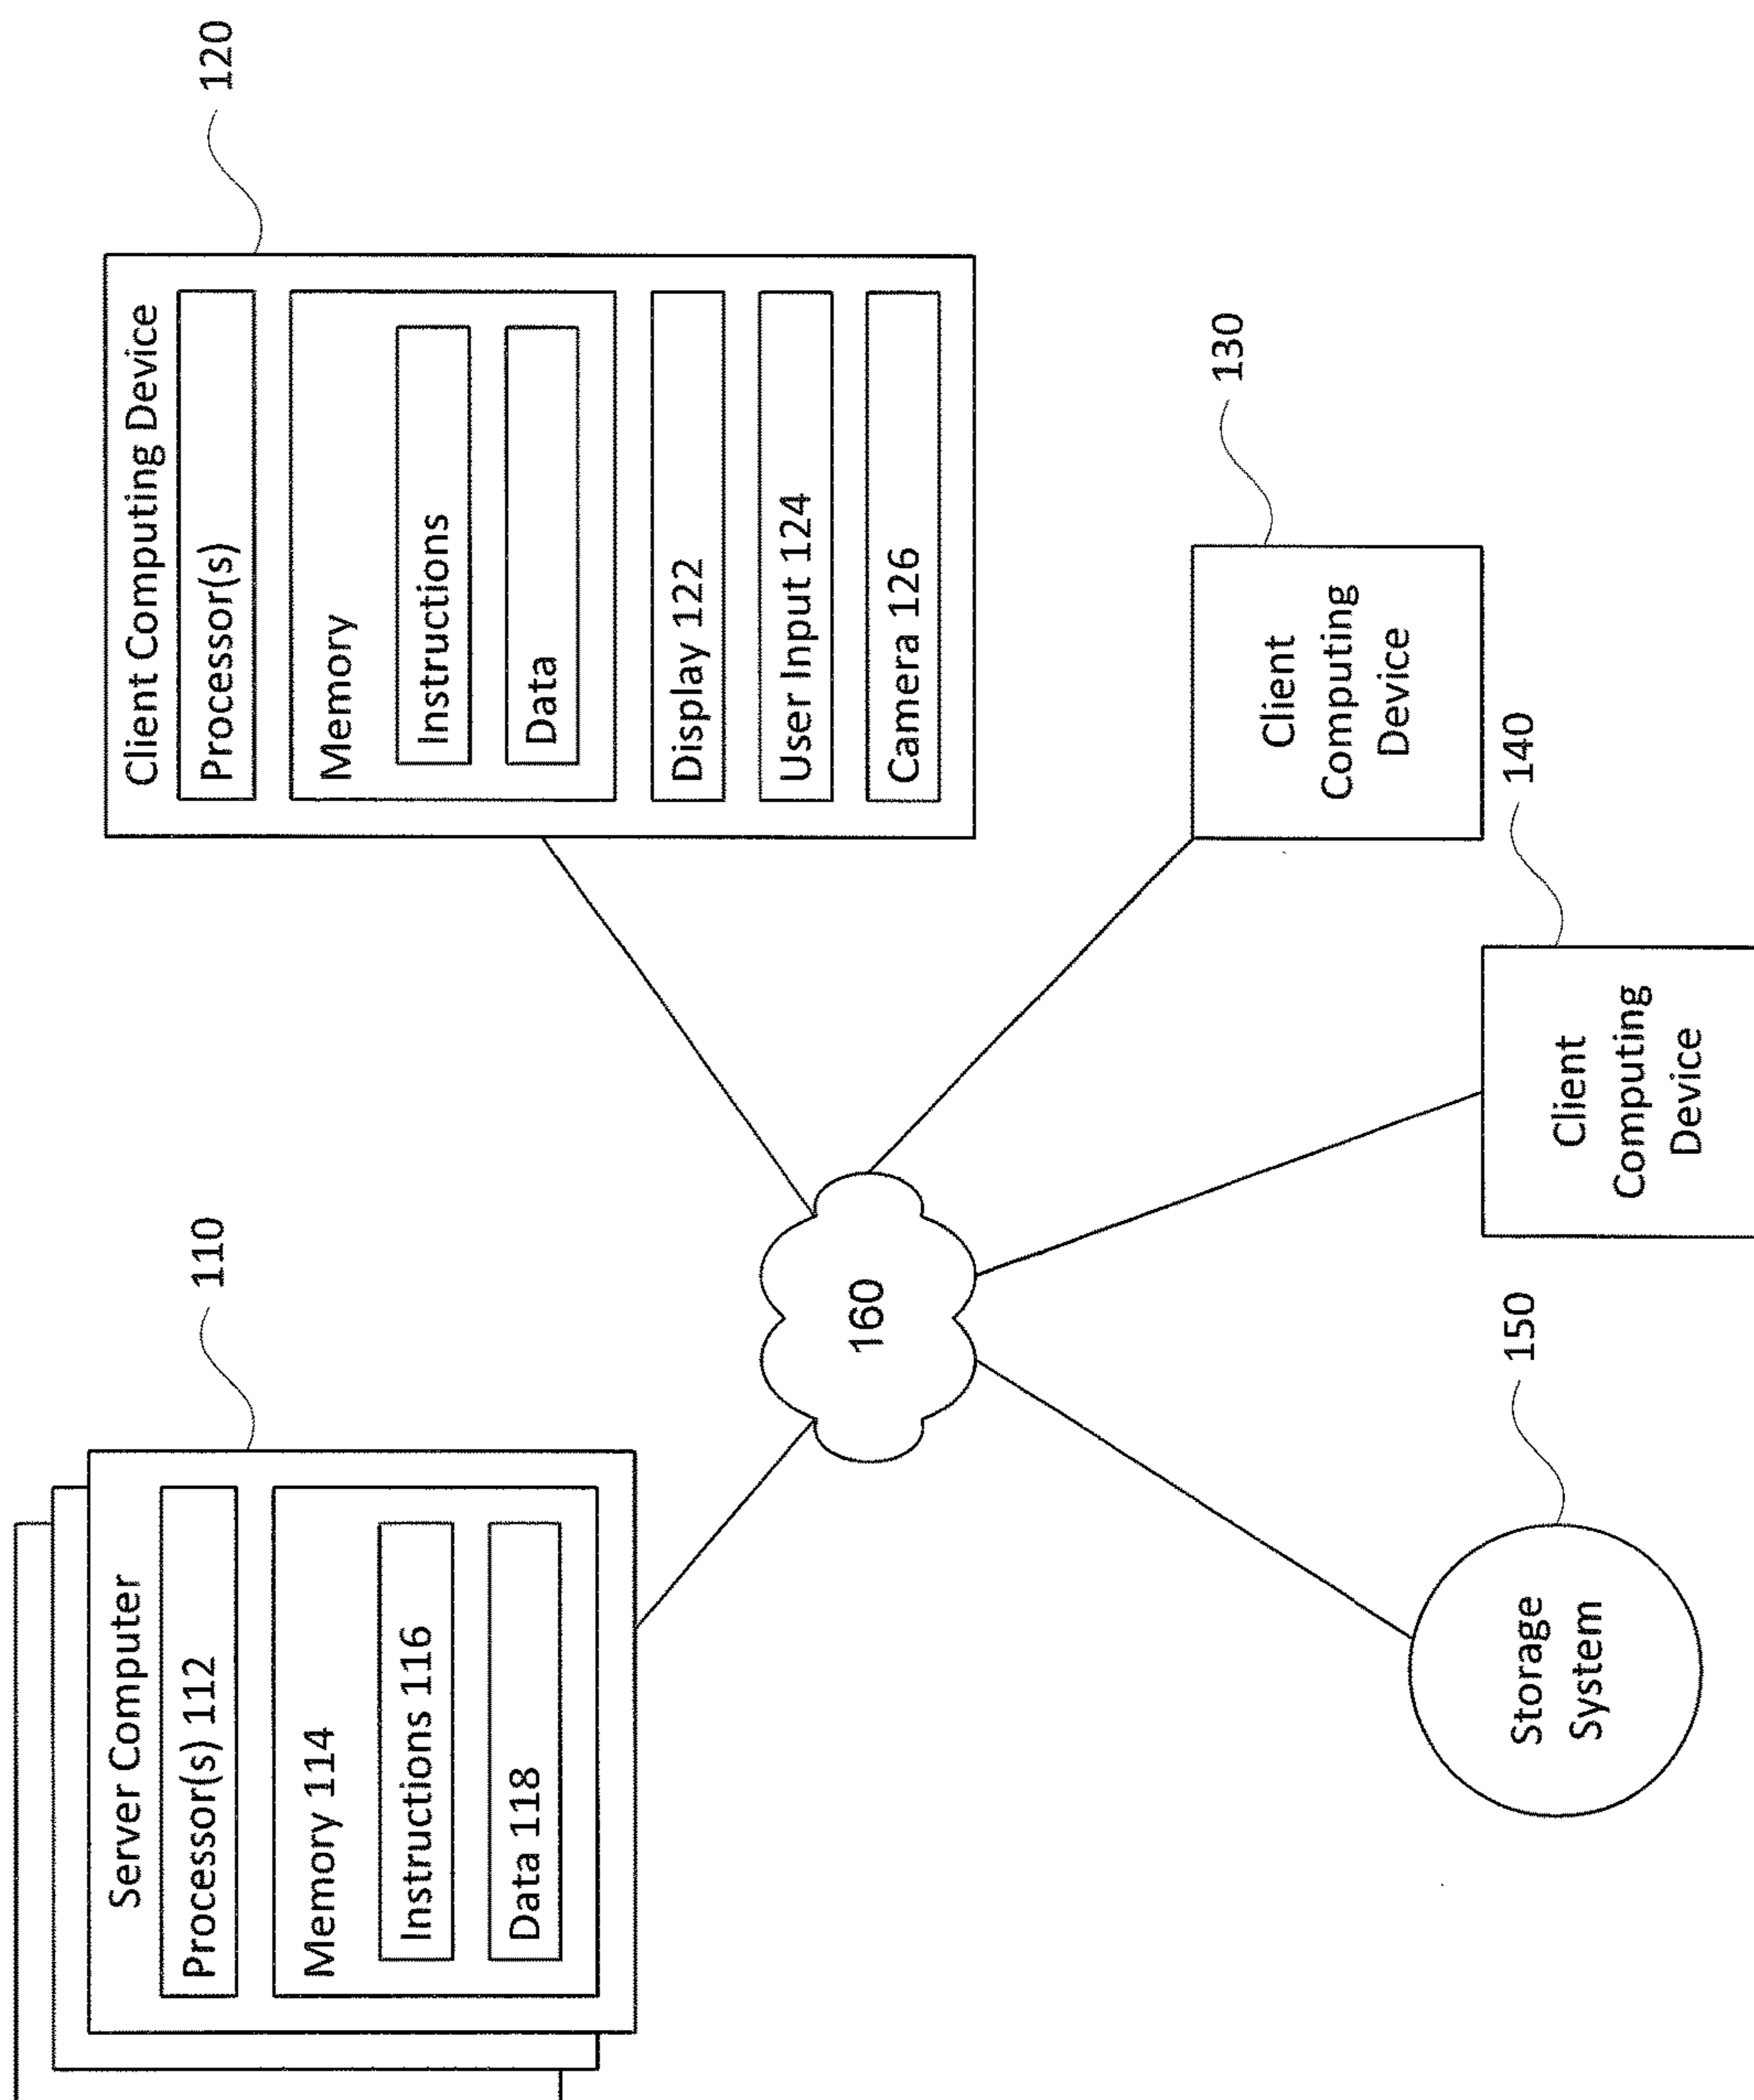 110
Server Computer
Processor(s) 112
Memory 114
Instructions 116
Data 118
120
Client Computing Device
Processor(s)
Memory
Instructions
Data
Display 122
User Input 124
Camera 126
160
150
Storage
System
140
Client
Computing
Device
130
Client
Computing
Device